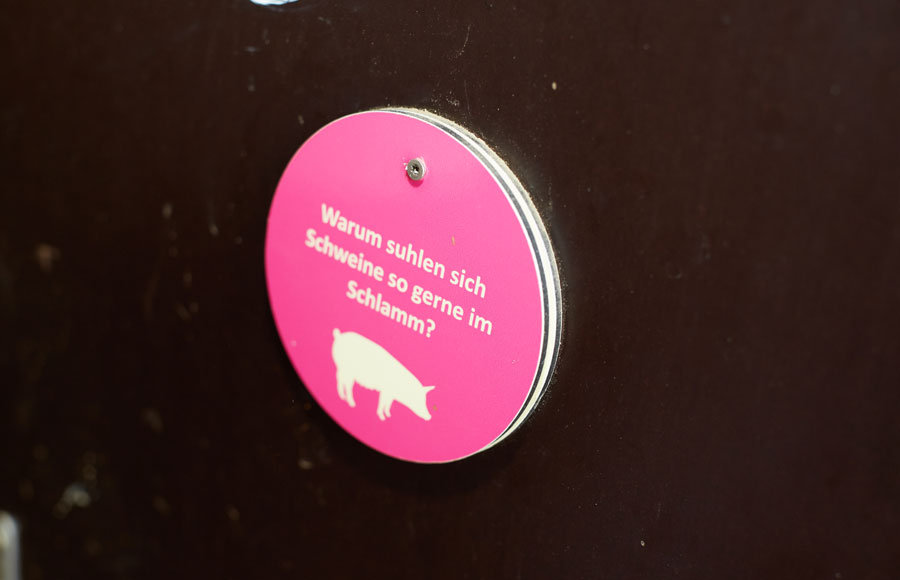 Warum suhlen sich
Schweine so gerne im
Schlamm?